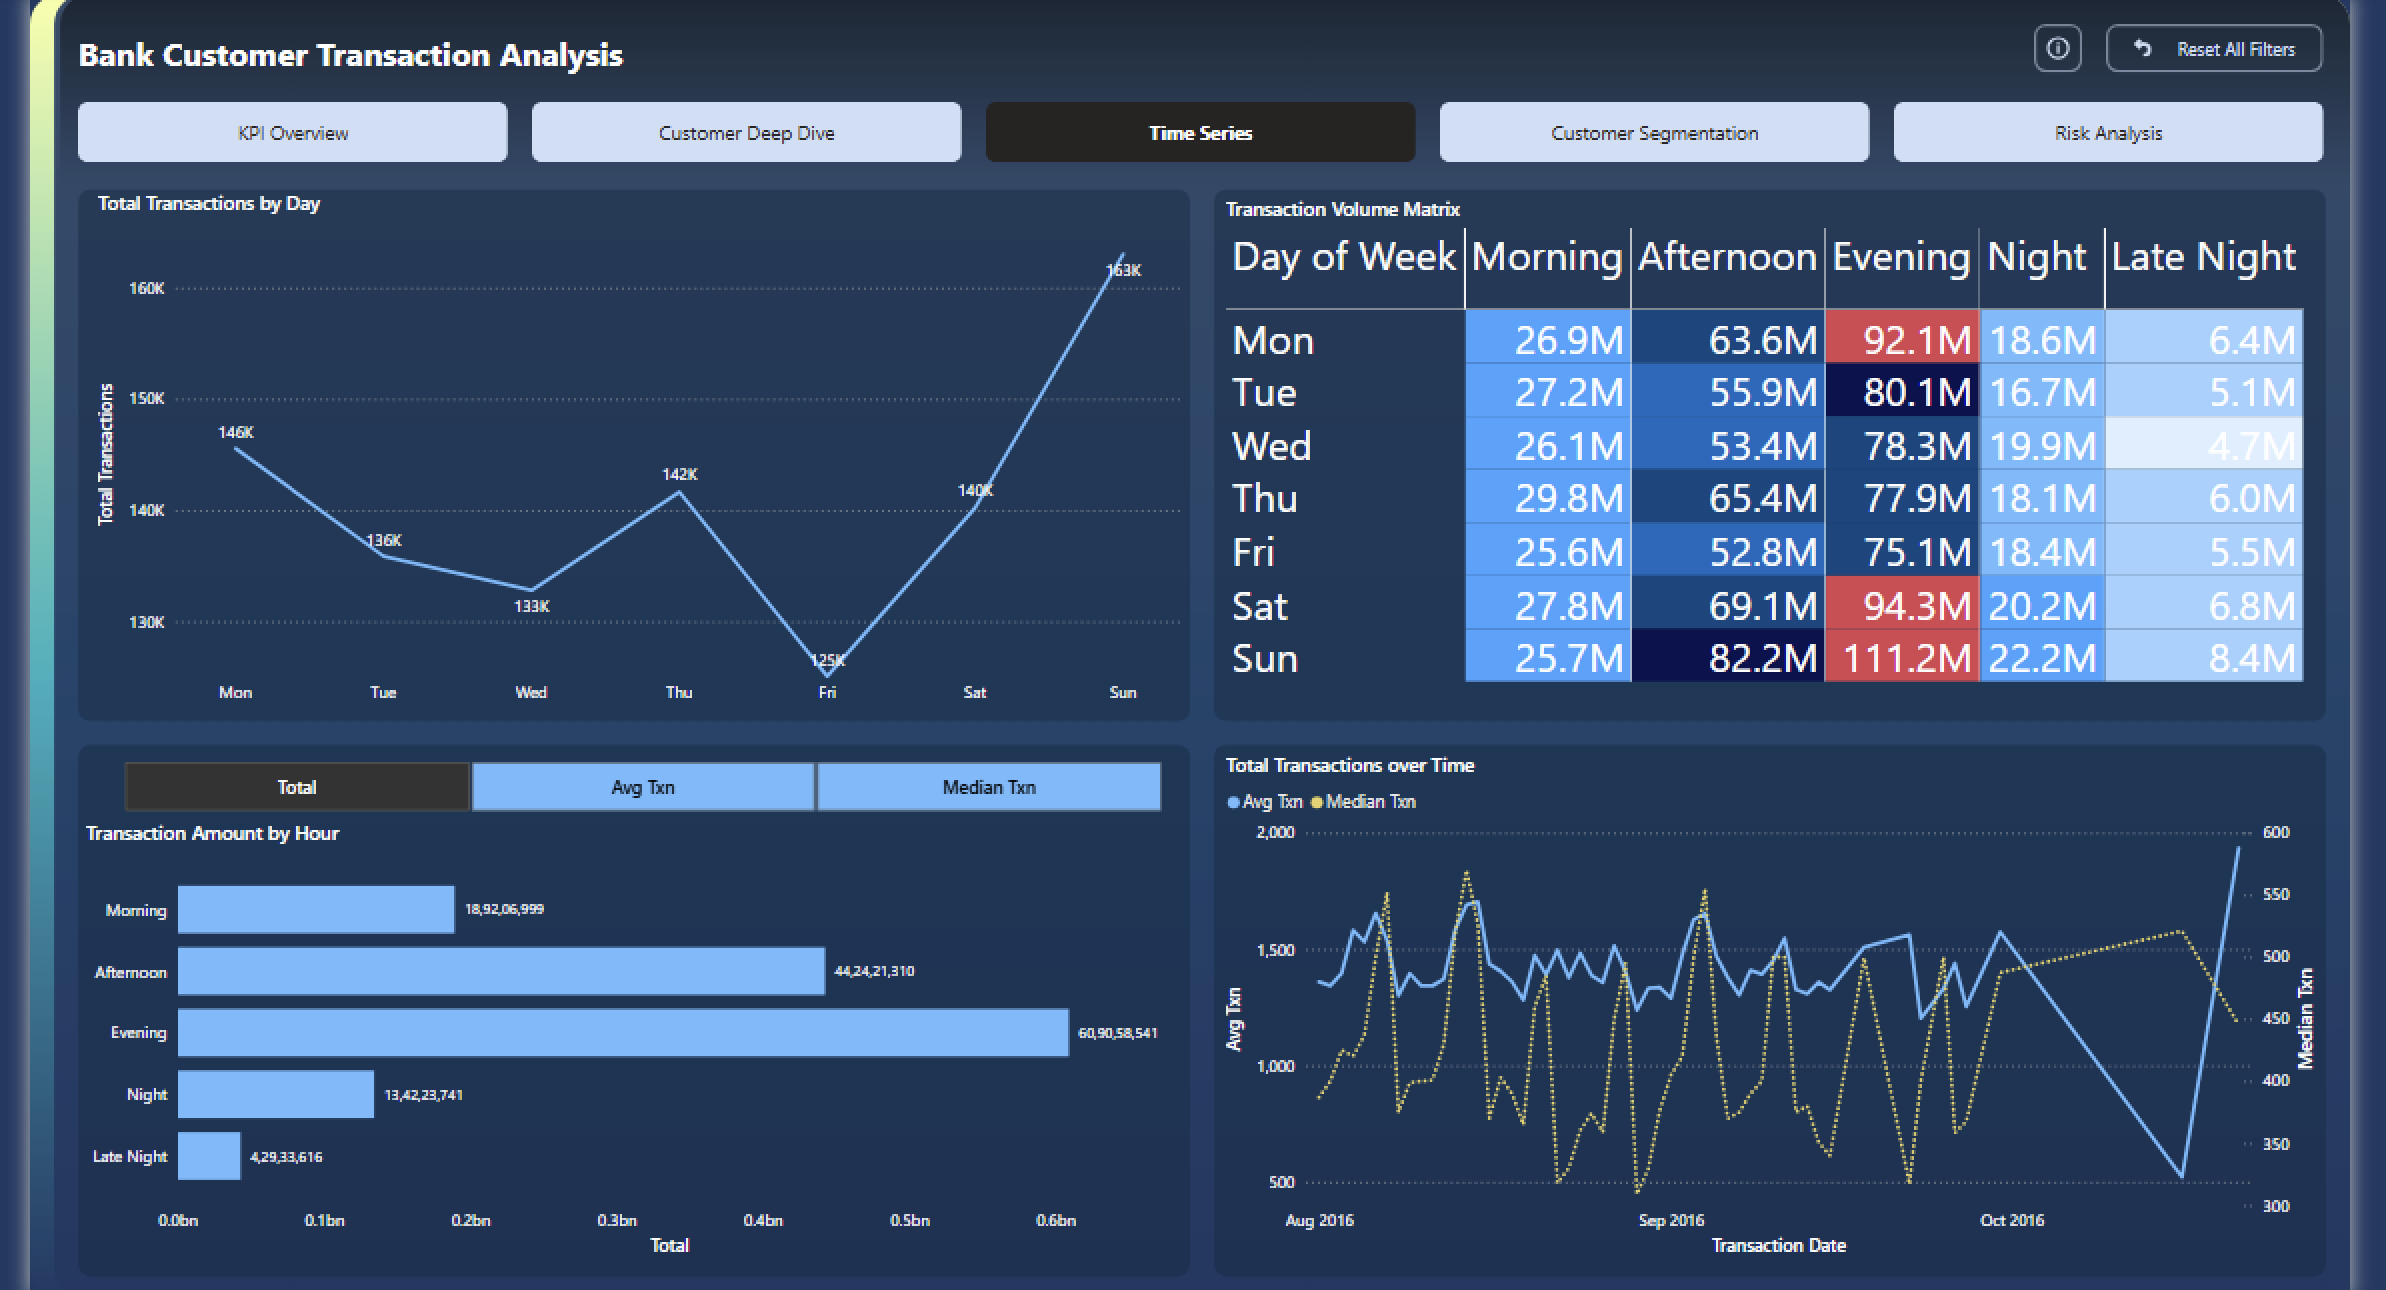 Bank Customer Transaction Analysis
Reset All Filters
KPI Overview
Customer Deep Dive
Time Series
Customer Segmentation
Risk Analysis
Total Transactions by Day
Total Transactions
160K
150K
140K
130K
146K
136K
133K
142K
125K
140K
163K
Mon Tue Wed Thu Fri Sat Sun
Transaction Volume Matrix
Day of Week Morning Afternoon Evening Night Late Night
Mon 26.9M 63.6M 92.1M 18.6M 6.4M
Tue 27.2M 55.9M 80.1M 16.7M 5.1M
Wed 26.1M 53.4M 78.3M 19.9M 4.7M
Thu 29.8M 65.4M 77.9M 18.1M 6.0M
Fri 25.6M 52.8M 75.1M 18.4M 5.5M
Sat 27.8M 69.1M 94.3M 20.2M 6.8M
Sun 25.7M 82.2M 111.2M 22.2M 8.4M
Total Avg Txn Median Txn
Transaction Amount by Hour
Morning 18,92,06,999
Afternoon 44,24,21,310
Evening 60,90,58,541
Night 13,42,23,741
Late Night 4,29,33,616
0.0bn 0.1bn 0.2bn 0.3bn 0.4bn 0.5bn 0.6bn
Total
Total Transactions over Time
Avg Txn Median Txn
Avg Txn
2,000
1,500
1,000
500
600
550
500
450
400
350
300
Median Txn
Aug 2016 Sep 2016 Oct 2016
Transaction Date